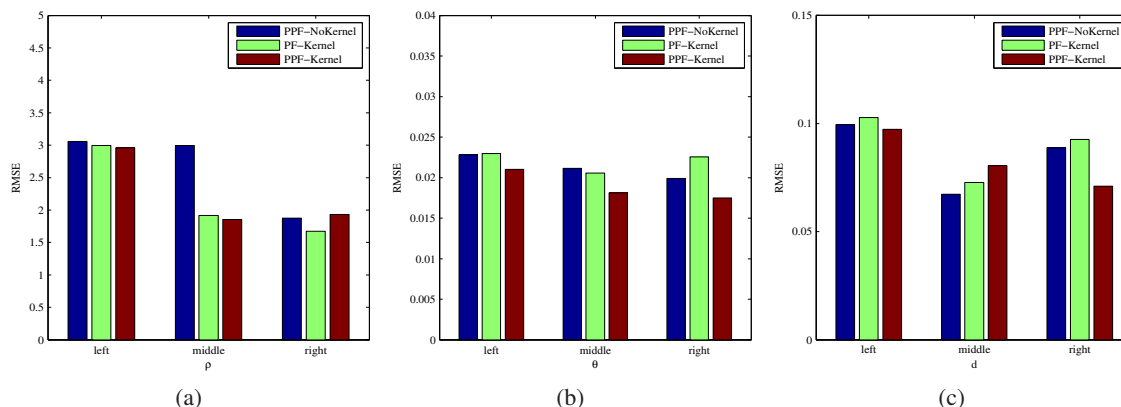 5
4.5
4
3.5
3
2.5
2
1.5
1
0.5
0
RMSE
PPF−NoKernel
PF−Kernel
PPF−Kernel
left middle right
ρ
(a)
0.04
0.035
0.03
0.025
0.02
0.015
0.01
0.005
0
RMSE
PPF−NoKernel
PF−Kernel
PPF−Kernel
left middle right
θ
(b)
0.15
0.1
0.05
0
RMSE
PPF−NoKernel
PF−Kernel
PPF−Kernel
left middle right
d
(c)